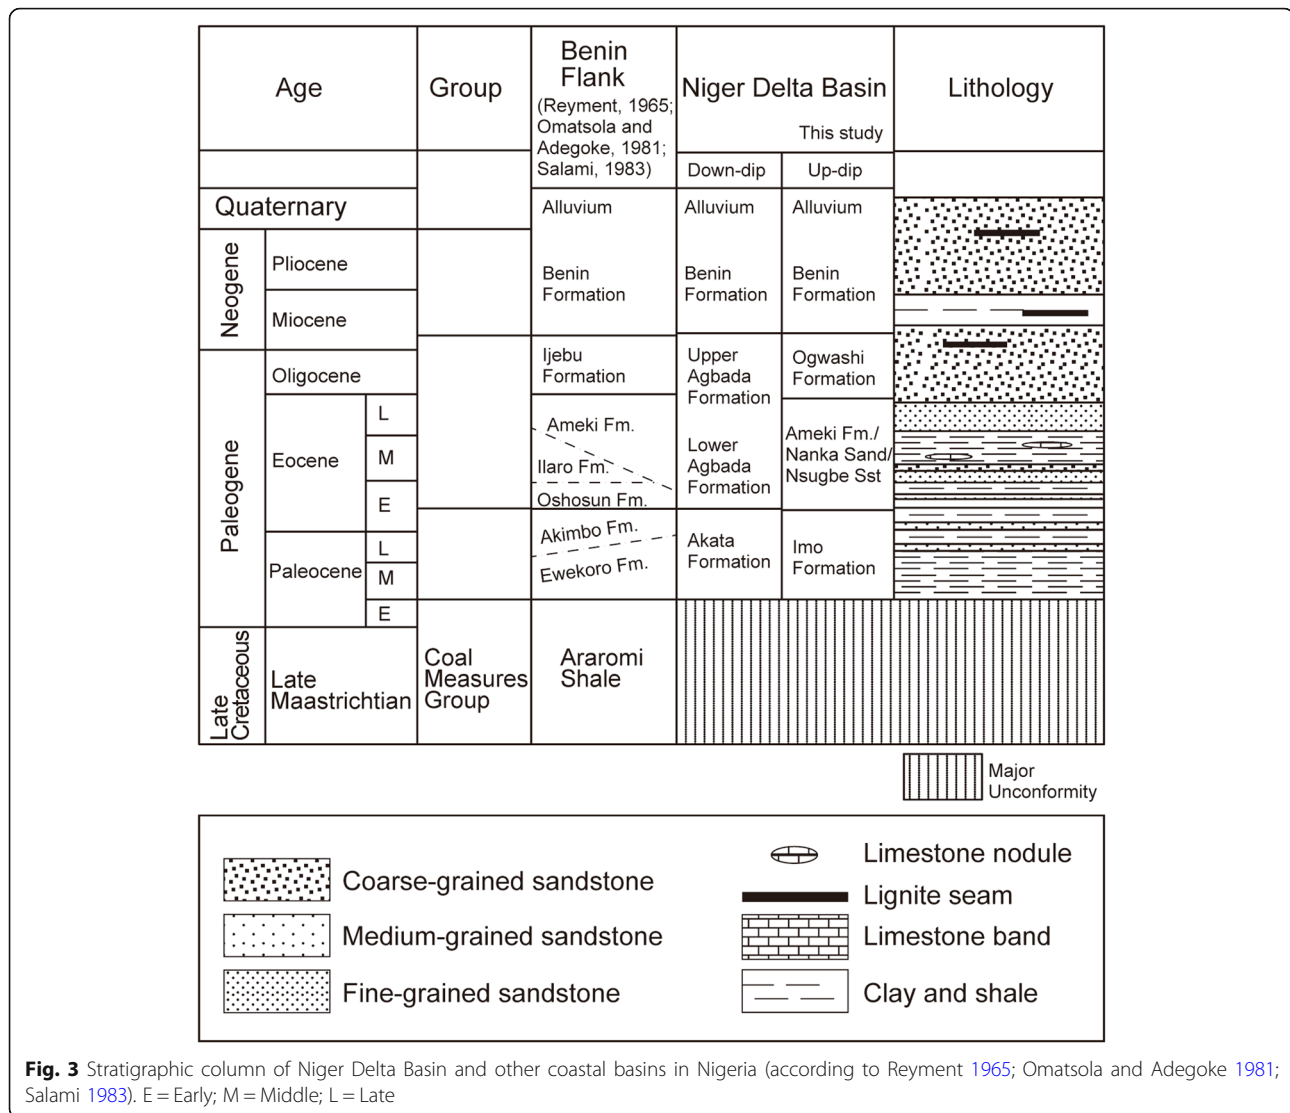 Age
Group
Benin
Flank
(Reyment, 1965;
Omatsola and
Adegoke, 1981;
Salami, 1983)
Niger Delta Basin
This study
Down-dip
Up-dip
Lithology
Quaternary
Alluvium
Alluvium
Alluvium
Neogene
Pliocene
Miocene
Benin
Formation
Benin
Formation
Benin
Formation
Paleogene
Oligocene
Ijebu
Formation
Upper
Agbada
Formation
Ogwashi
Formation
Eocene
L
M
E
Ameki Fm.
Ilaro Fm.
Oshosun Fm.
Lower
Agbada
Formation
Ameki Fm./
Nanka Sand/
Nsugbe Sst
Paleocene
L
M
E
Akimbo Fm.
Ewekoro Fm.
Akata
Formation
Imo
Formation
Late
Cretaceous
Late
Maastrichtian
Coal
Measures
Group
Araromi
Shale
Major
Unconformity
Coarse-grained sandstone
Medium-grained sandstone
Fine-grained sandstone
Limestone nodule
Lignite seam
Limestone band
Clay and shale
Fig. 3 Stratigraphic column of Niger Delta Basin and other coastal basins in Nigeria (according to Reyment 1965; Omatsola and Adegoke 1981;
Salami 1983). E = Early; M = Middle; L = Late